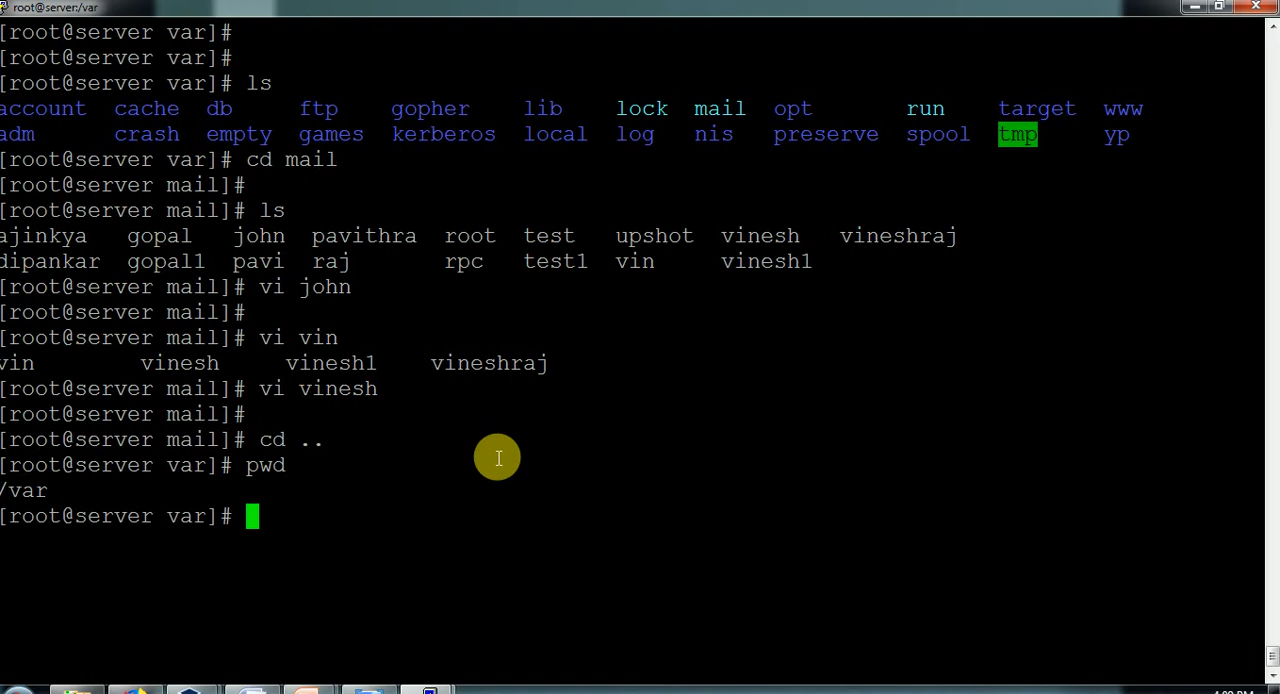 root@server:/var
[root@server var]#
[root@server var]#
[root@server var]# ls
account cache db ftp gopher lib lock mail opt run target www
adm crash empty games kerberos local log nis preserve spool tmp yp
[root@server var]# cd mail
[root@server mail]#
[root@server mail]# ls
ajinkya gopal john pavithra root test upshot vinesh vineshraj
dipankar gopal1 pavi raj rpc test1 vin vinesh1
[root@server mail]# vi john
[root@server mail]#
[root@server mail]# vi vin
vin vinesh vinesh1 vineshraj
[root@server mail]# vi vinesh
[root@server mail]#
[root@server mail]# cd ..
[root@server var]# pwd
/var
[root@server var]#